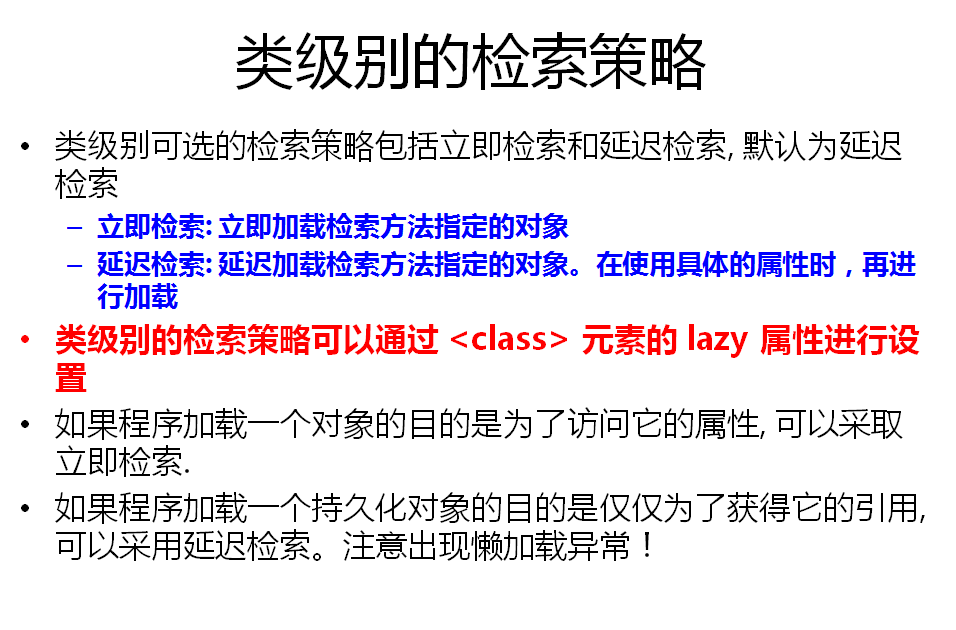 类级别的检索策略
• 类级别可选的检索策略包括立即检索和延迟检索, 默认为延迟
检索
– 立即检索: 立即加载检索方法指定的对象
– 延迟检索: 延迟加载检索方法指定的对象。在使用具体的属性时，再进
行加载
• 类级别的检索策略可以通过 <class> 元素的 lazy 属性进行设
置
• 如果程序加载一个对象的目的是为了访问它的属性, 可以采取
立即检索.
• 如果程序加载一个持久化对象的目的是仅仅为了获得它的引用,
可以采用延迟检索。注意出现懒加载异常！